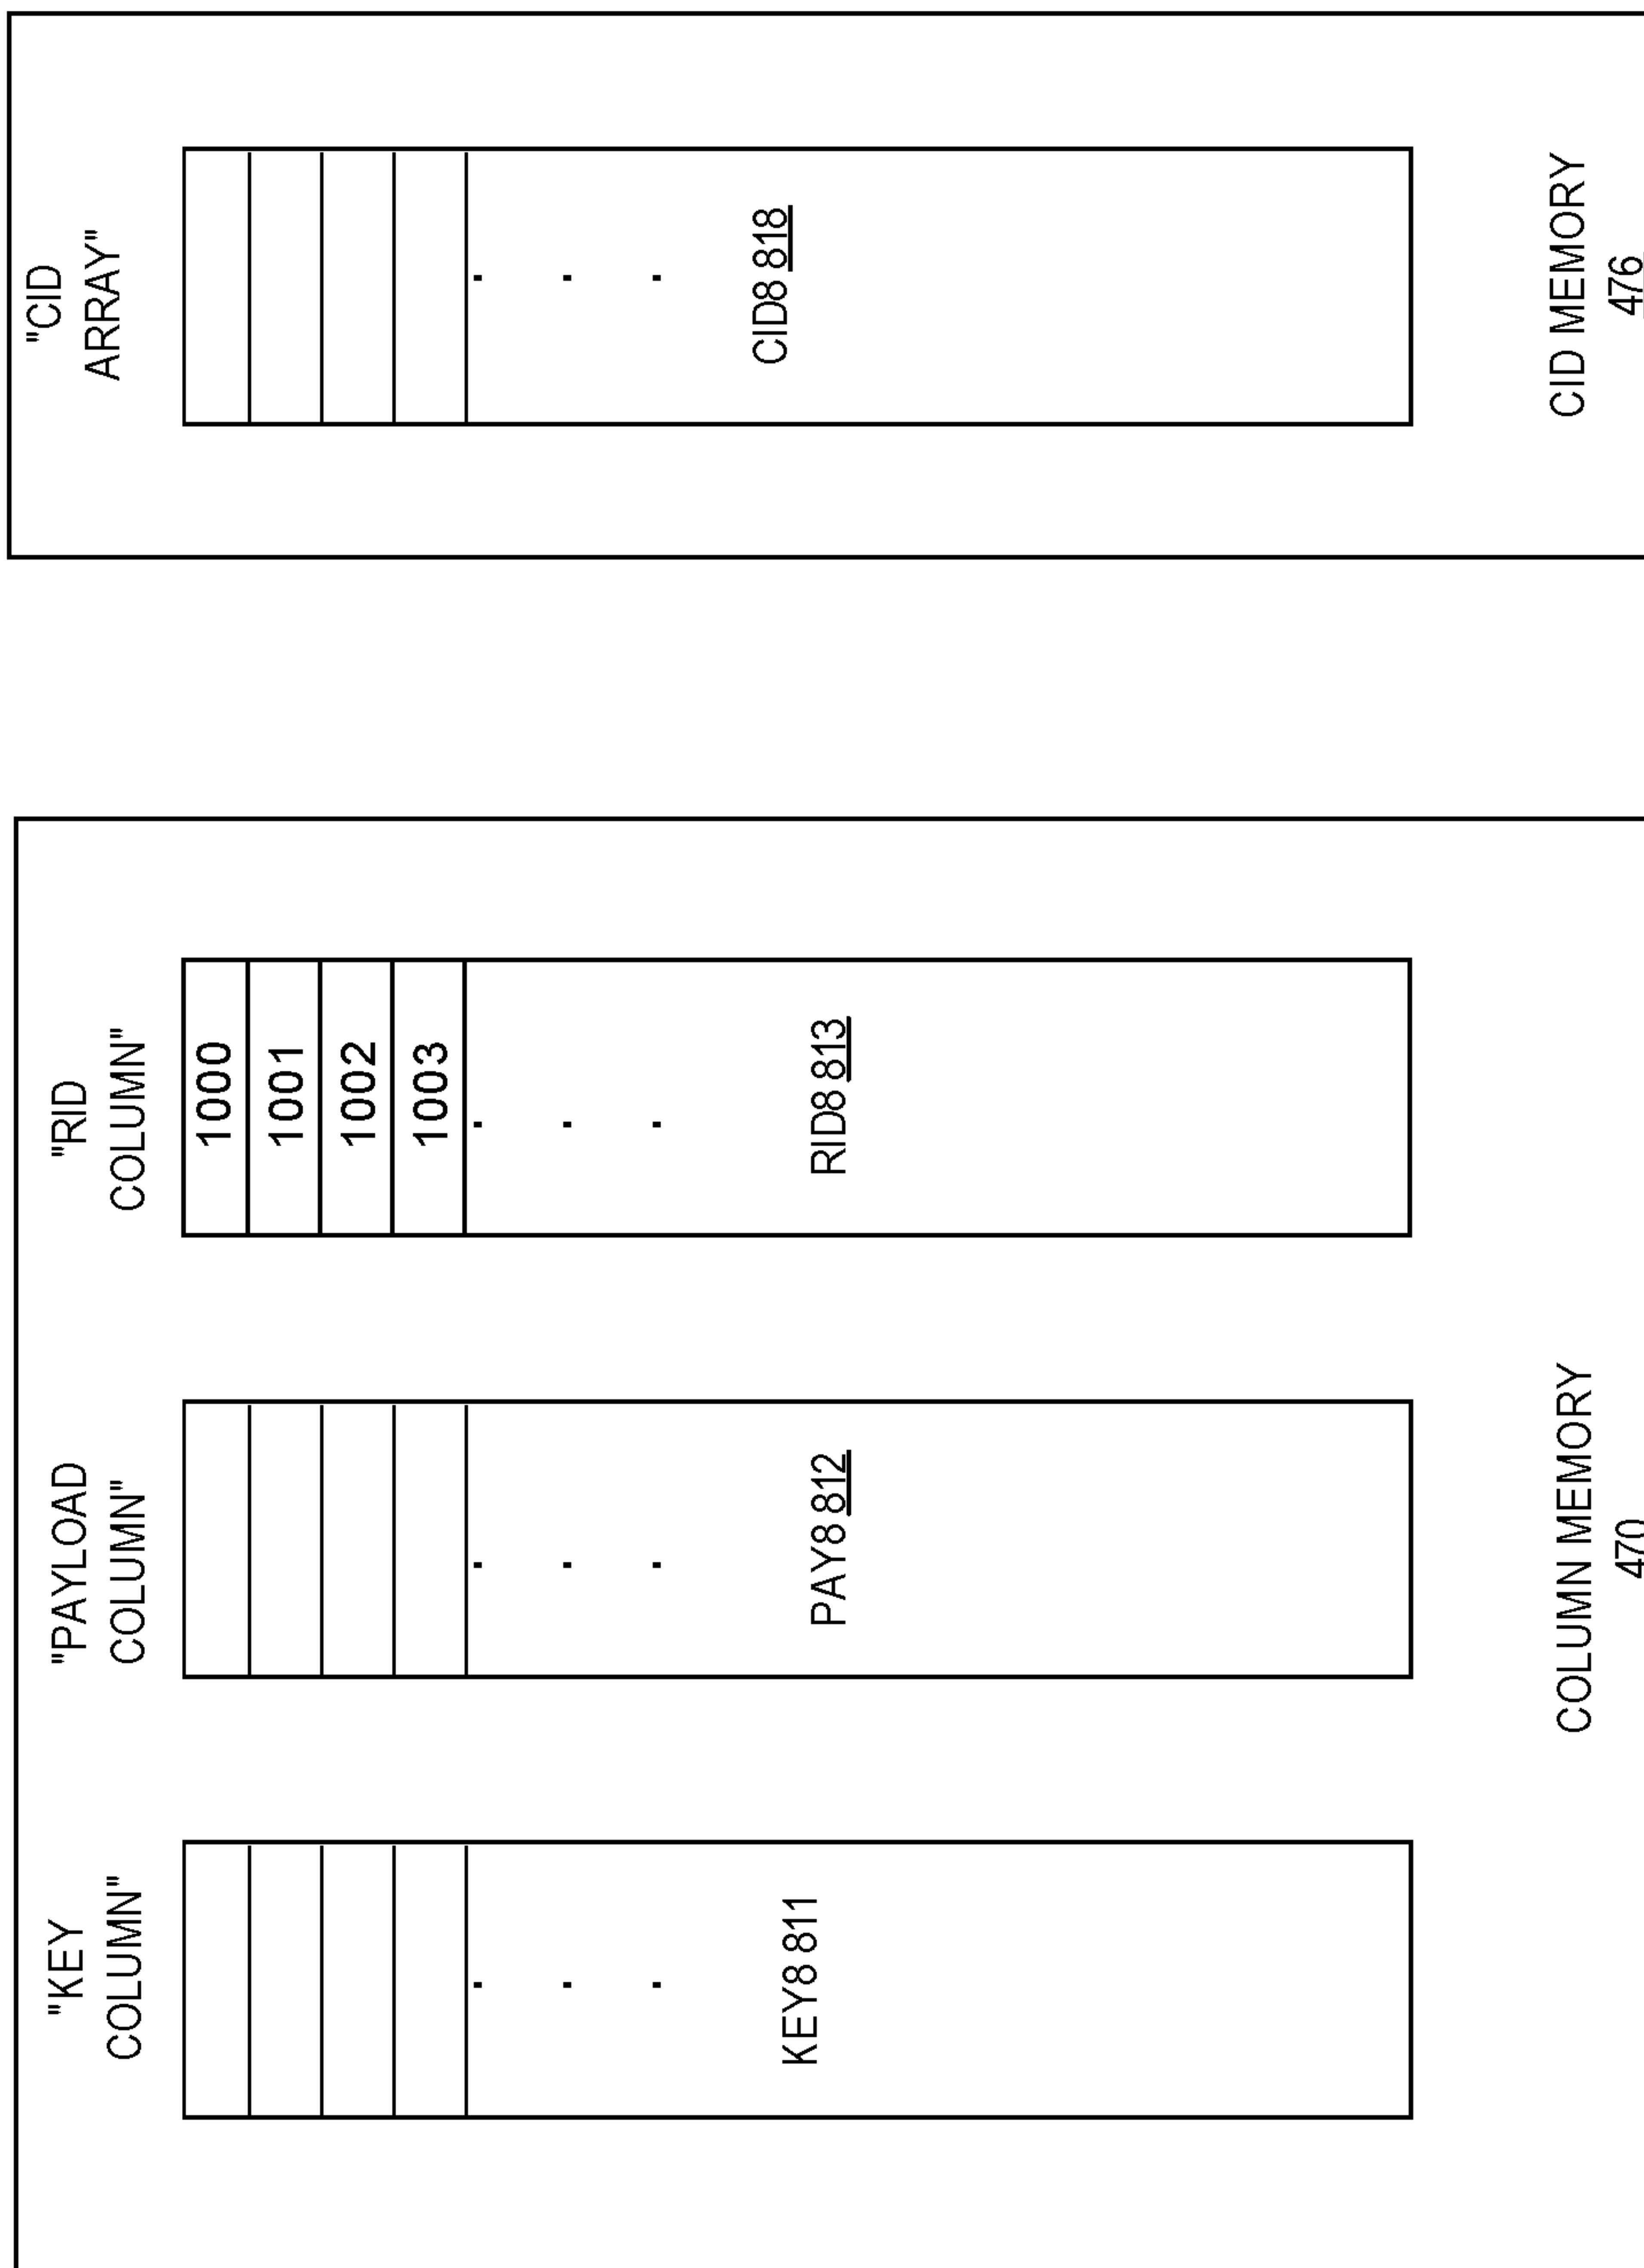 "KEY
COLUMN"
KEY8 811
"PAYLOAD
COLUMN"
PAY8 812
"RID
COLUMN"
1000
1001
1002
1003
RID8 813
COLUMN MEMORY
470
"CID
ARRAY"
CID8 818
CID MEMORY
476